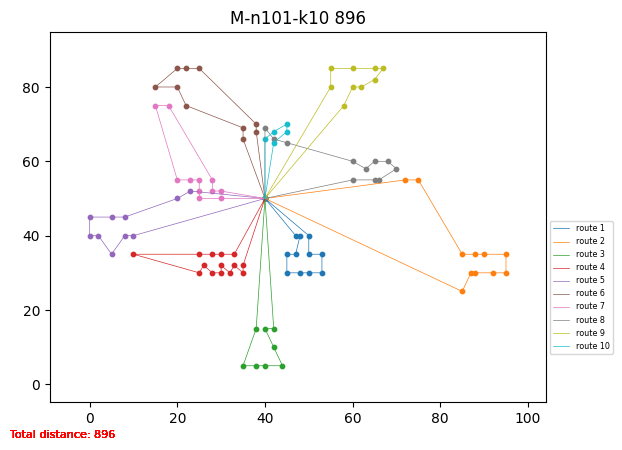 M-n101-k10 896
80
60
40
20
0
0 20 40 60 80 100
route 1
route 2
route 3
route 4
route 5
route 6
route 7
route 8
route 9
route 10
Total distance: 896